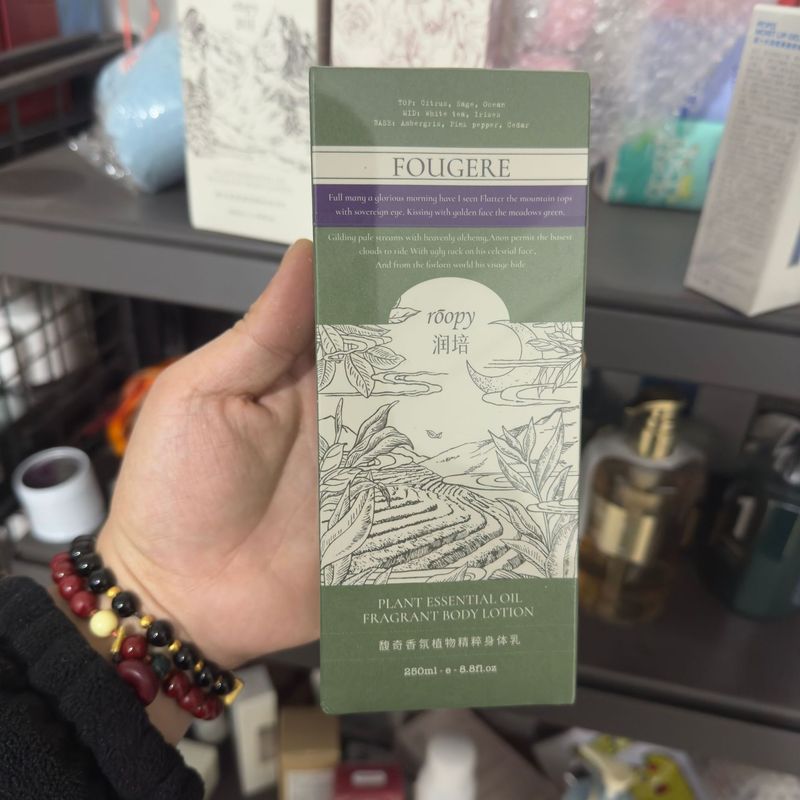 TOP: Citrus, Sage, Ocean
MID: White tea, Irises
BASE: Ambergris, Pink pepper, Cedar
FOUGERE
Full many a glorious morning have I seen Flatter the mountain tops
with sovereign eye. Kissing with golden face the meadows green,
Gilding pale streams with heavenly alchemy,Anon permit the basest
clouds to ride With ugly rack on his celestial face,
And from the forlorn world his visage hide
rōopy
润培
PLANT ESSENTIAL OIL
FRAGRANT BODY LOTION
馥奇香氛植物精粹身体乳
250ml - e - 8.8fl.oz